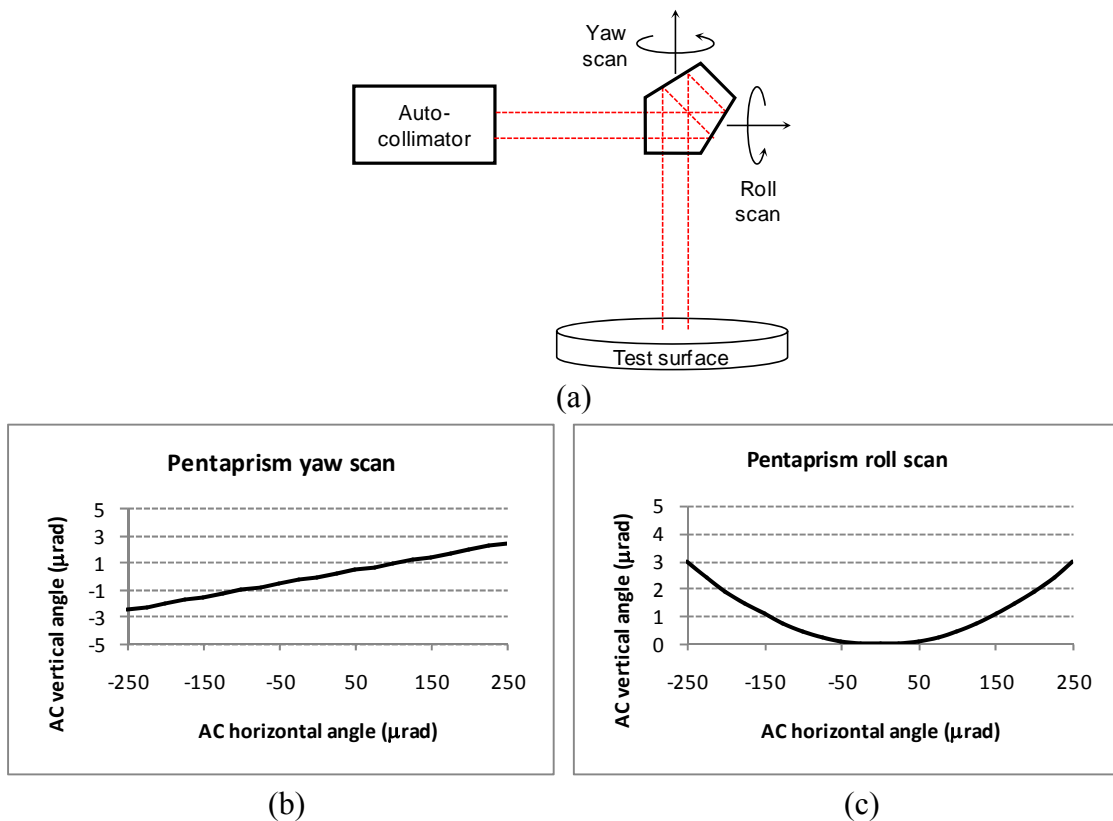 Yaw
scan
Auto-
collimator
Roll
scan
Test surface
(a)
Pentaprism yaw scan
AC vertical angle (µrad)
5
3
1
-1
-3
-5
-250
-150
-50
50
150
250
AC horizontal angle (µrad)
(b)
Pentaprism roll scan
AC vertical angle (µrad)
5
4
3
2
1
0
-250
-150
-50
50
150
250
AC horizontal angle (µrad)
(c)